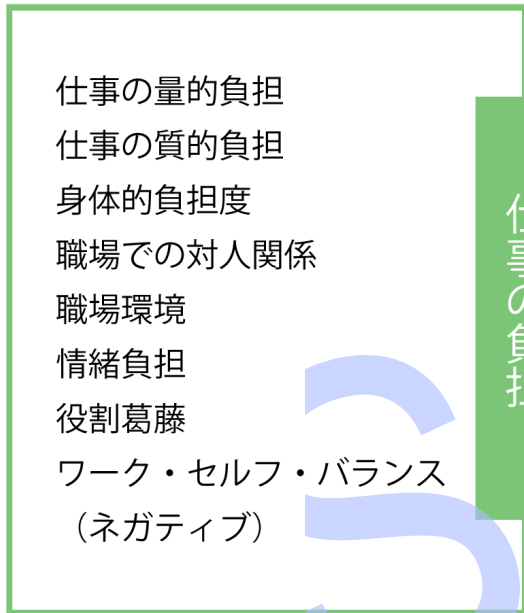 仕事の量的負担
仕事の質的負担
身体的負担度
職場での対人関係
職場環境
情緒負担
役割葛藤
ワーク・セルフ・バランス
（ネガティブ）
仕事の負担